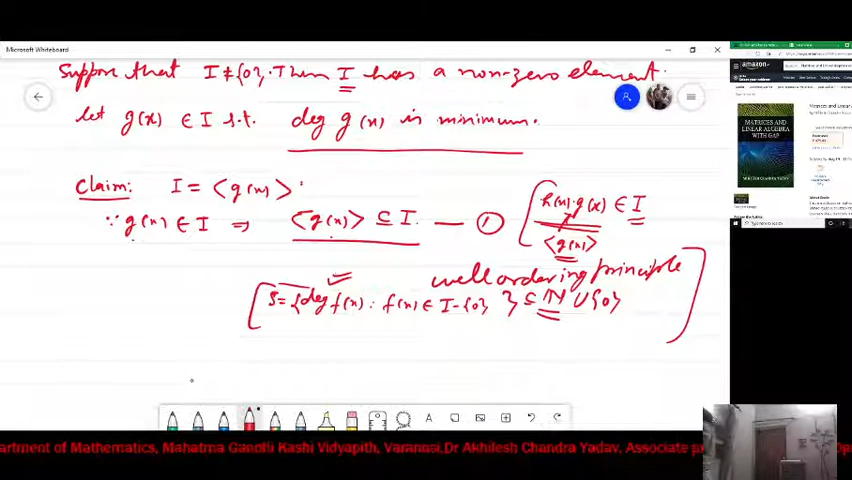 Microsoft Whiteboard
Suppose that I ≠ {0}. Then I has a non-zero element.
let g(x) ∈ I s.t. deg g(x) is minimum.
Claim: I = <g(x)>.
∵ g(x) ∈ I ⇒ <g(x)> ⊆ I. — ① [h(x)·g(x) ∈ I
<g(x)>
well ordering principle
[S = {deg f(x) : f(x) ∈ I-{0} } ⊆ ℕ ∪ {0} ]
amazon
MATRICES AND
LINEAR ALGEBRA
WITH GAP
artment of Mathematics, Mahatma Gandhi Kashi Vidyapith, Varanasi,Dr Akhilesh Chandra Yadav, Associate p